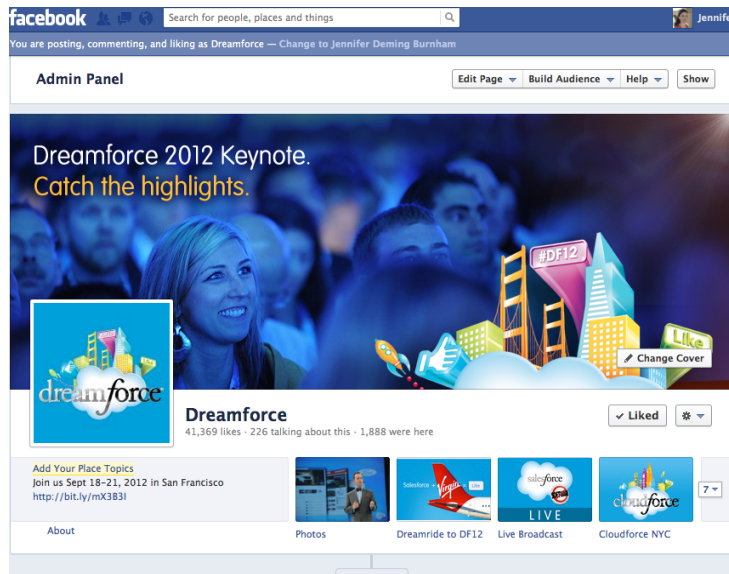 facebook
Search for people, places and things
Jennife
You are posting, commenting, and liking as Dreamforce — Change to Jennifer Deming Burnham
Admin Panel
Edit Page
Build Audience
Help
Show
Dreamforce 2012 Keynote.
Catch the highlights.
#DF12
Like
Change Cover
dreamforce
Dreamforce
41,369 likes · 226 talking about this · 1,888 were here
Liked
Add Your Place Topics
Join us Sept 18–21, 2012 in San Francisco
http://bit.ly/mX3B3I
About
Salesforce + Virgin = Like
salesforce
LIVE
cloudforce
7
Photos
Dreamride to DF12
Live Broadcast
Cloudforce NYC